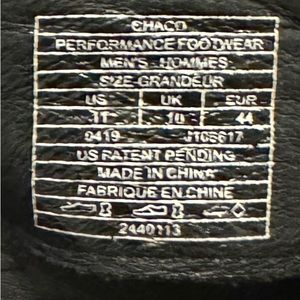 CHACO
PERFORMANCE FOOTWEAR
MEN'S - HOMMES
SIZE-GRANDEUR
US UK EUR
11 10 44
0419 J106617
US PATENT PENDING
MADE IN CHINA
FABRIQUE EN CHINE
2440113